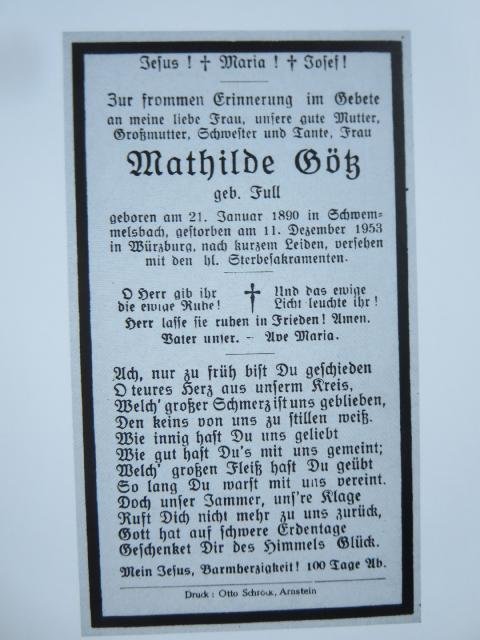 Jesus! ✝ Maria! ✝ Josef!
Zur frommen Erinnerung im Gebete
an meine liebe Frau, unsere gute Mutter,
Großmutter, Schwester und Tante, Frau
Mathilde Götz
geb. Full
geboren am 21. Januar 1890 in Schwem-
melsbach, gestorben am 11. Dezember 1953
in Würzburg, nach kurzem Leiden, versehen
mit den hl. Sterbesakramenten.
O Herr gib ihr
die ewige Ruhe!
✝
Und das ewige
Licht leuchte ihr!
Herr lasse sie ruhen in Frieden! Amen.
Vater unser. – Ave Maria.
Ach, nur zu früh bist Du geschieden
O teures Herz aus unserm Kreis,
Welch' großer Schmerz ist uns geblieben,
Den keins von uns zu stillen weiß.
Wie innig hast Du uns geliebt
Wie gut hast Du's mit uns gemeint;
Welch' großen Fleiß hast Du geübt
So lang Du warst mit uns vereint.
Doch unser Jammer, uns're Klage
Ruft Dich nicht mehr zu uns zurück,
Gott hat auf schwere Erdentage
Geschenket Dir des Himmels Glück.
Mein Jesus, Barmherzigkeit! 100 Tage Ab.
Druck: Otto Schröck, Arnstein